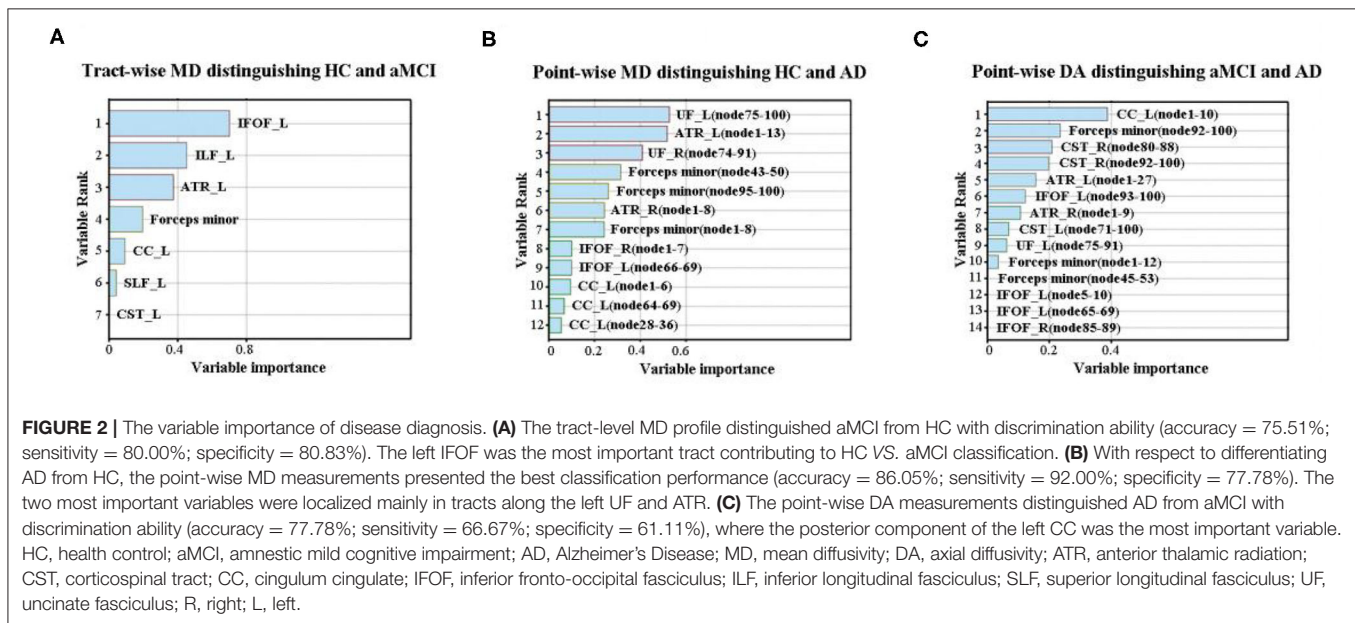 A
Tract-wise MD distinguishing HC and aMCI
Variable Rank
1 IFOF_L
2 ILF_L
3 ATR_L
4 Forceps minor
5 CC_L
6 SLF_L
7 CST_L
0 0.4 0.8
Variable importance
B
Point-wise MD distinguishing HC and AD
Variable Rank
1 UF_L(node75-100)
2 ATR_L(node1-13)
3 UF_R(node74-91)
4 Forceps minor(node43-50)
5 Forceps minor(node95-100)
6 ATR_R(node1-8)
7 Forceps minor(node1-8)
8 IFOF_R(node1-7)
9 IFOF_L(node66-69)
10 CC_L(node1-6)
11 CC_L(node64-69)
12 CC_L(node28-36)
0 0.2 0.4 0.6
Variable importance
C
Point-wise DA distinguishing aMCI and AD
Variable Rank
1 CC_L(node1-10)
2 Forceps minor(node92-100)
3 CST_R(node80-88)
4 CST_R(node92-100)
5 ATR_L(node1-27)
6 IFOF_L(node93-100)
7 ATR_R(node1-9)
8 CST_L(node71-100)
9 UF_L(node75-91)
10 Forceps minor(node1-12)
11 Forceps minor(node45-53)
12 IFOF_L(node5-10)
13 IFOF_L(node65-69)
14 IFOF_R(node85-89)
0 0.2 0.4
Variable importance
FIGURE 2 | The variable importance of disease diagnosis. (A) The tract-level MD profile distinguished aMCI from HC with discrimination ability (accuracy = 75.51%;
sensitivity = 80.00%; specificity = 80.83%). The left IFOF was the most important tract contributing to HC VS. aMCI classification. (B) With respect to differentiating
AD from HC, the point-wise MD measurements presented the best classification performance (accuracy = 86.05%; sensitivity = 92.00%; specificity = 77.78%). The
two most important variables were localized mainly in tracts along the left UF and ATR. (C) The point-wise DA measurements distinguished AD from aMCI with
discrimination ability (accuracy = 77.78%; sensitivity = 66.67%; specificity = 61.11%), where the posterior component of the left CC was the most important variable.
HC, health control; aMCI, amnestic mild cognitive impairment; AD, Alzheimer's Disease; MD, mean diffusivity; DA, axial diffusivity; ATR, anterior thalamic radiation;
CST, corticospinal tract; CC, cingulum cingulate; IFOF, inferior fronto-occipital fasciculus; ILF, inferior longitudinal fasciculus; SLF, superior longitudinal fasciculus; UF,
uncinate fasciculus; R, right; L, left.